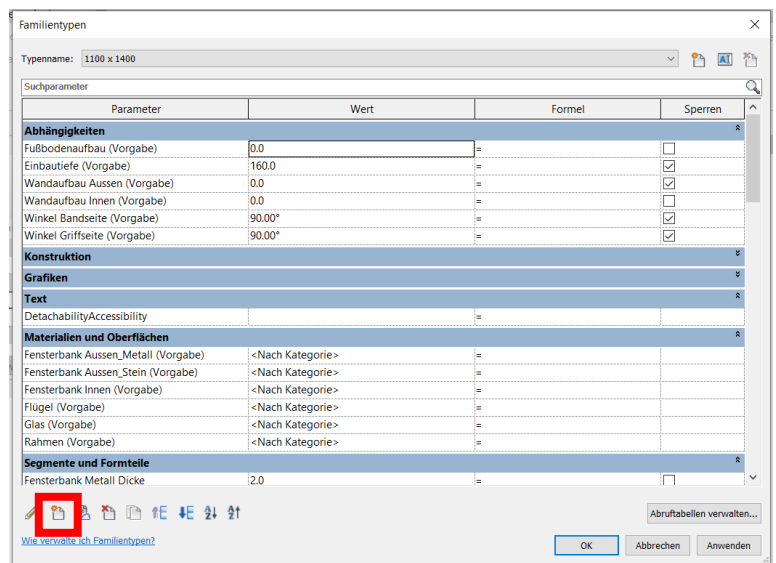 Familientypen
Typenname: 1100 x 1400
Suchparameter
Parameter Wert Formel Sperren
Abhängigkeiten
Fußbodenaufbau (Vorgabe) 0.0 =
Einbautiefe (Vorgabe) 160.0 =
Wandaufbau Aussen (Vorgabe) 0.0 =
Wandaufbau Innen (Vorgabe) 0.0 =
Winkel Bandseite (Vorgabe) 90.00° =
Winkel Griffseite (Vorgabe) 90.00° =
Konstruktion
Grafiken
Text
DetachabilityAccessibility =
Materialien und Oberflächen
Fensterbank Aussen_Metall (Vorgabe) <Nach Kategorie> =
Fensterbank Aussen_Stein (Vorgabe) <Nach Kategorie> =
Fensterbank Innen (Vorgabe) <Nach Kategorie> =
Flügel (Vorgabe) <Nach Kategorie> =
Glas (Vorgabe) <Nach Kategorie> =
Rahmen (Vorgabe) <Nach Kategorie> =
Segmente und Formteile
Fensterbank Metall Dicke 2.0 =
Abruftabellen verwalten...
Wie verwalte ich Familientypen?
OK Abbrechen Anwenden